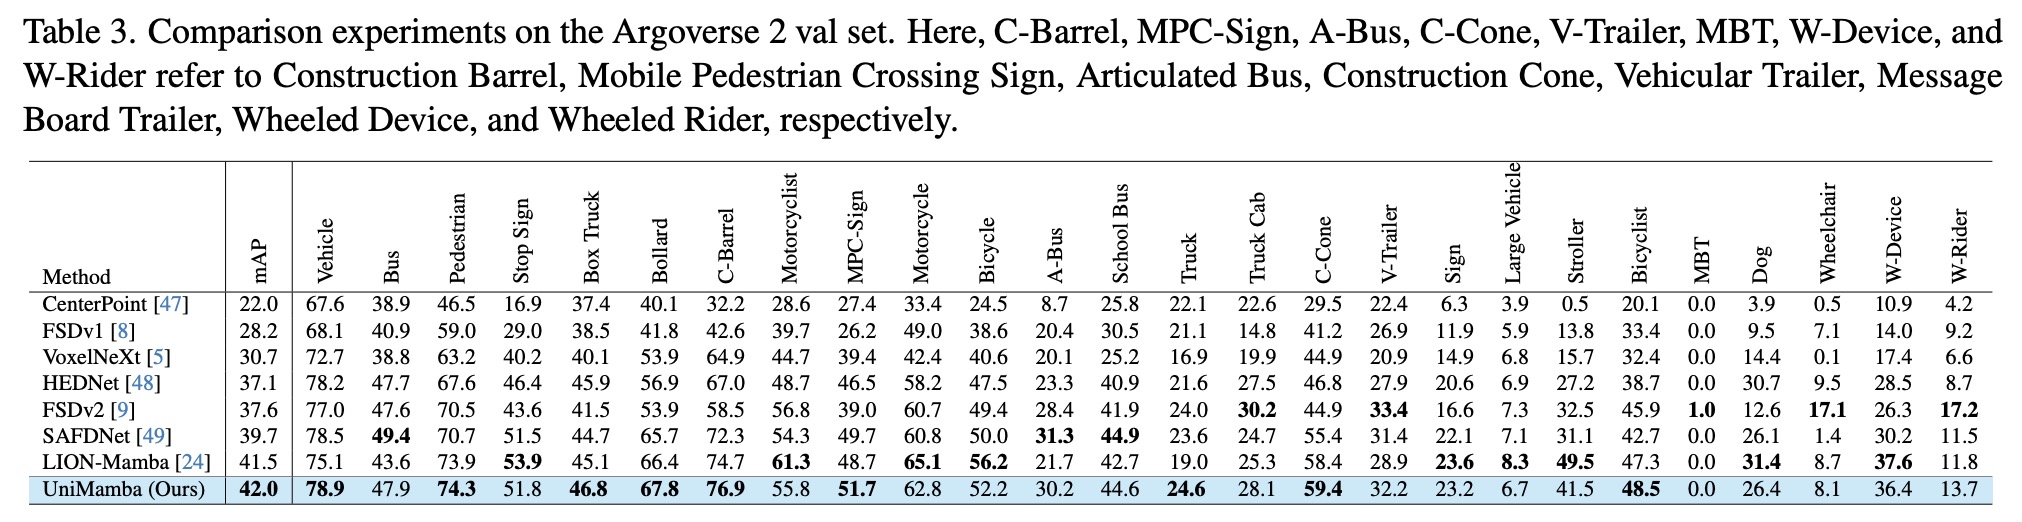 Table 3. Comparison experiments on the Argoverse 2 val set. Here, C-Barrel, MPC-Sign, A-Bus, C-Cone, V-Trailer, MBT, W-Device, and
W-Rider refer to Construction Barrel, Mobile Pedestrian Crossing Sign, Articulated Bus, Construction Cone, Vehicular Trailer, Message
Board Trailer, Wheeled Device, and Wheeled Rider, respectively.
Method mAP Vehicle Bus Pedestrian Stop Sign Box Truck Bollard C-Barrel Motorcyclist MPC-Sign Motorcycle Bicycle A-Bus School Bus Truck Truck Cab C-Cone V-Trailer Sign Large Vehicle Stroller Bicyclist MBT Dog Wheelchair W-Device W-Rider
CenterPoint [47] 22.0 67.6 38.9 46.5 16.9 37.4 40.1 32.2 28.6 27.4 33.4 24.5 8.7 25.8 22.1 22.6 29.5 22.4 6.3 3.9 0.5 20.1 0.0 3.9 0.5 10.9 4.2
FSDv1 [8] 28.2 68.1 40.9 59.0 29.0 38.5 41.8 42.6 39.7 26.2 49.0 38.6 20.4 30.5 21.1 14.8 41.2 26.9 11.9 5.9 13.8 33.4 0.0 9.5 7.1 14.0 9.2
VoxelNeXt [5] 30.7 72.7 38.8 63.2 40.2 40.1 53.9 64.9 44.7 39.4 42.4 40.6 20.1 25.2 16.9 19.9 44.9 20.9 14.9 6.8 15.7 32.4 0.0 14.4 0.1 17.4 6.6
HEDNet [48] 37.1 78.2 47.7 67.6 46.4 45.9 56.9 67.0 48.7 46.5 58.2 47.5 23.3 40.9 21.6 27.5 46.8 27.9 20.6 6.9 27.2 38.7 0.0 30.7 9.5 28.5 8.7
FSDv2 [9] 37.6 77.0 47.6 70.5 43.6 41.5 53.9 58.5 56.8 39.0 60.7 49.4 28.4 41.9 24.0 30.2 44.9 33.4 16.6 7.3 32.5 45.9 1.0 12.6 17.1 26.3 17.2
SAFDNet [49] 39.7 78.5 49.4 70.7 51.5 44.7 65.7 72.3 54.3 49.7 60.8 50.0 31.3 44.9 23.6 24.7 55.4 31.4 22.1 7.1 31.1 42.7 0.0 26.1 1.4 30.2 11.5
LION-Mamba [24] 41.5 75.1 43.6 73.9 53.9 45.1 66.4 74.7 61.3 48.7 65.1 56.2 21.7 42.7 19.0 25.3 58.4 28.9 23.6 8.3 49.5 47.3 0.0 31.4 8.7 37.6 11.8
UniMamba (Ours) 42.0 78.9 47.9 74.3 51.8 46.8 67.8 76.9 55.8 51.7 62.8 52.2 30.2 44.6 24.6 28.1 59.4 32.2 23.2 6.7 41.5 48.5 0.0 26.4 8.1 36.4 13.7